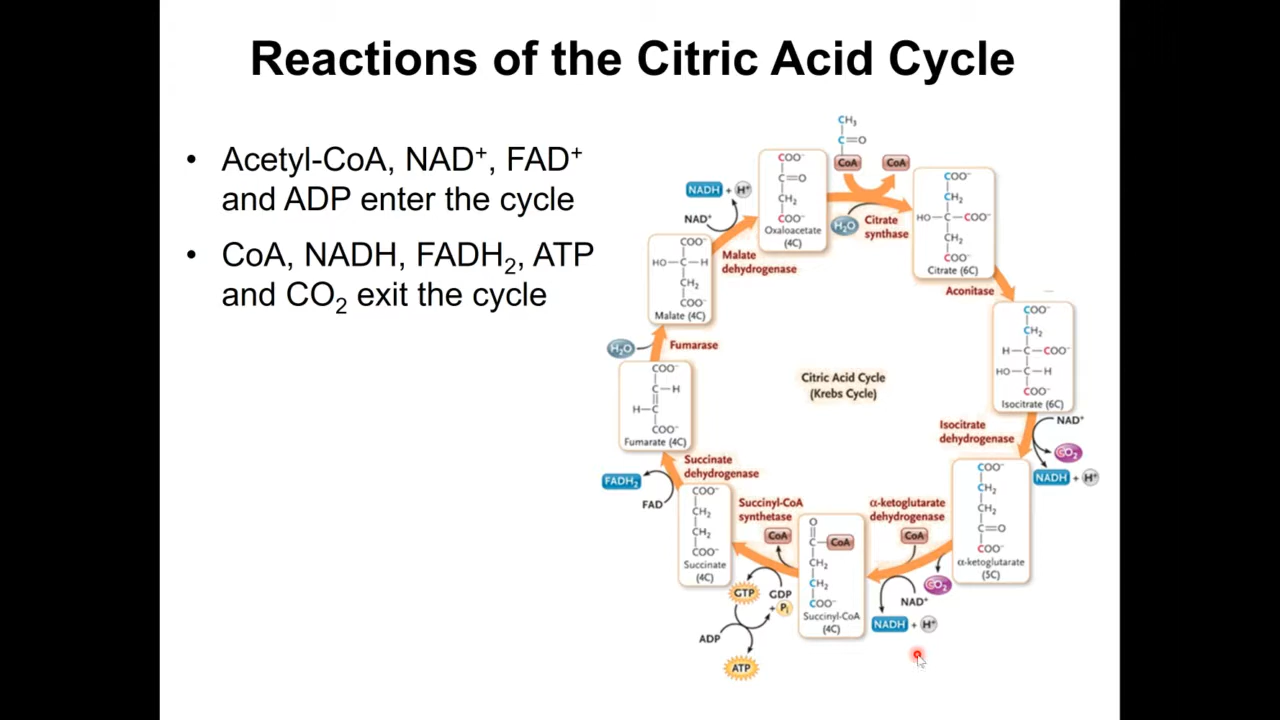 Reactions of the Citric Acid Cycle
• Acetyl-CoA, NAD⁺, FAD⁺
and ADP enter the cycle
• CoA, NADH, FADH₂, ATP
and CO₂ exit the cycle
CH₃
C=O
CoA
CoA
COO⁻
C=O
CH₂
COO⁻
Oxaloacetate
(4C)
H₂O
Citrate
synthase
COO⁻
CH₂
HO—C—COO⁻
CH₂
COO⁻
Citrate (6C)
Aconitase
COO⁻
CH₂
H—C—COO⁻
HO—C—H
COO⁻
Isocitrate (6C)
Isocitrate
dehydrogenase
NAD⁺
CO₂
NADH + H⁺
COO⁻
CH₂
CH₂
C=O
COO⁻
α-ketoglutarate
(5C)
α-ketoglutarate
dehydrogenase
CoA
CO₂
NAD⁺
NADH + H⁺
O
C—CoA
CH₂
CH₂
COO⁻
Succinyl-CoA
(4C)
Succinyl-CoA
synthetase
CoA
GTP
GDP
+ Pi
ADP
ATP
COO⁻
CH₂
CH₂
COO⁻
Succinate
(4C)
Succinate
dehydrogenase
FADH₂
FAD
COO⁻
C—H
H—C
COO⁻
Fumarate (4C)
Fumarase
H₂O
COO⁻
HO—C—H
CH₂
COO⁻
Malate (4C)
Malate
dehydrogenase
NAD⁺
NADH + H⁺
Citric Acid Cycle
(Krebs Cycle)